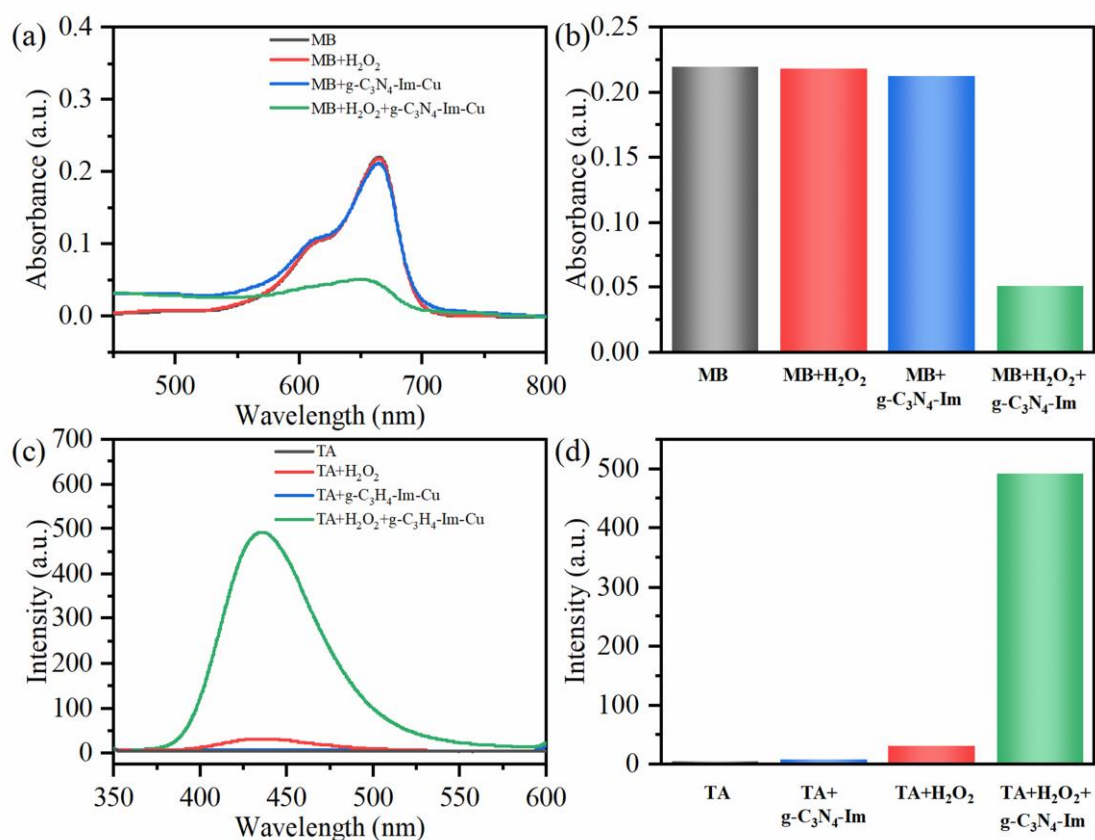 (a)
MB
MB+H₂O₂
MB+g-C₃N₄-Im-Cu
MB+H₂O₂+g-C₃N₄-Im-Cu
Absorbance (a.u.)
0.4
0.3
0.2
0.1
0.0
500 600 700 800
Wavelength (nm)
(b)
Absorbance (a.u.)
0.25
0.20
0.15
0.10
0.05
0.00
MB MB+H₂O₂ MB+ MB+H₂O₂+
g-C₃N₄-Im g-C₃N₄-Im
(c)
TA
TA+H₂O₂
TA+g-C₃H₄-Im-Cu
TA+H₂O₂+g-C₃H₄-Im-Cu
Intensity (a.u.)
700
600
500
400
300
200
100
0
350 400 450 500 550 600
Wavelength (nm)
(d)
Intensity (a.u.)
500
400
300
200
100
0
TA TA+ TA+H₂O₂ TA+H₂O₂+
g-C₃N₄-Im g-C₃N₄-Im